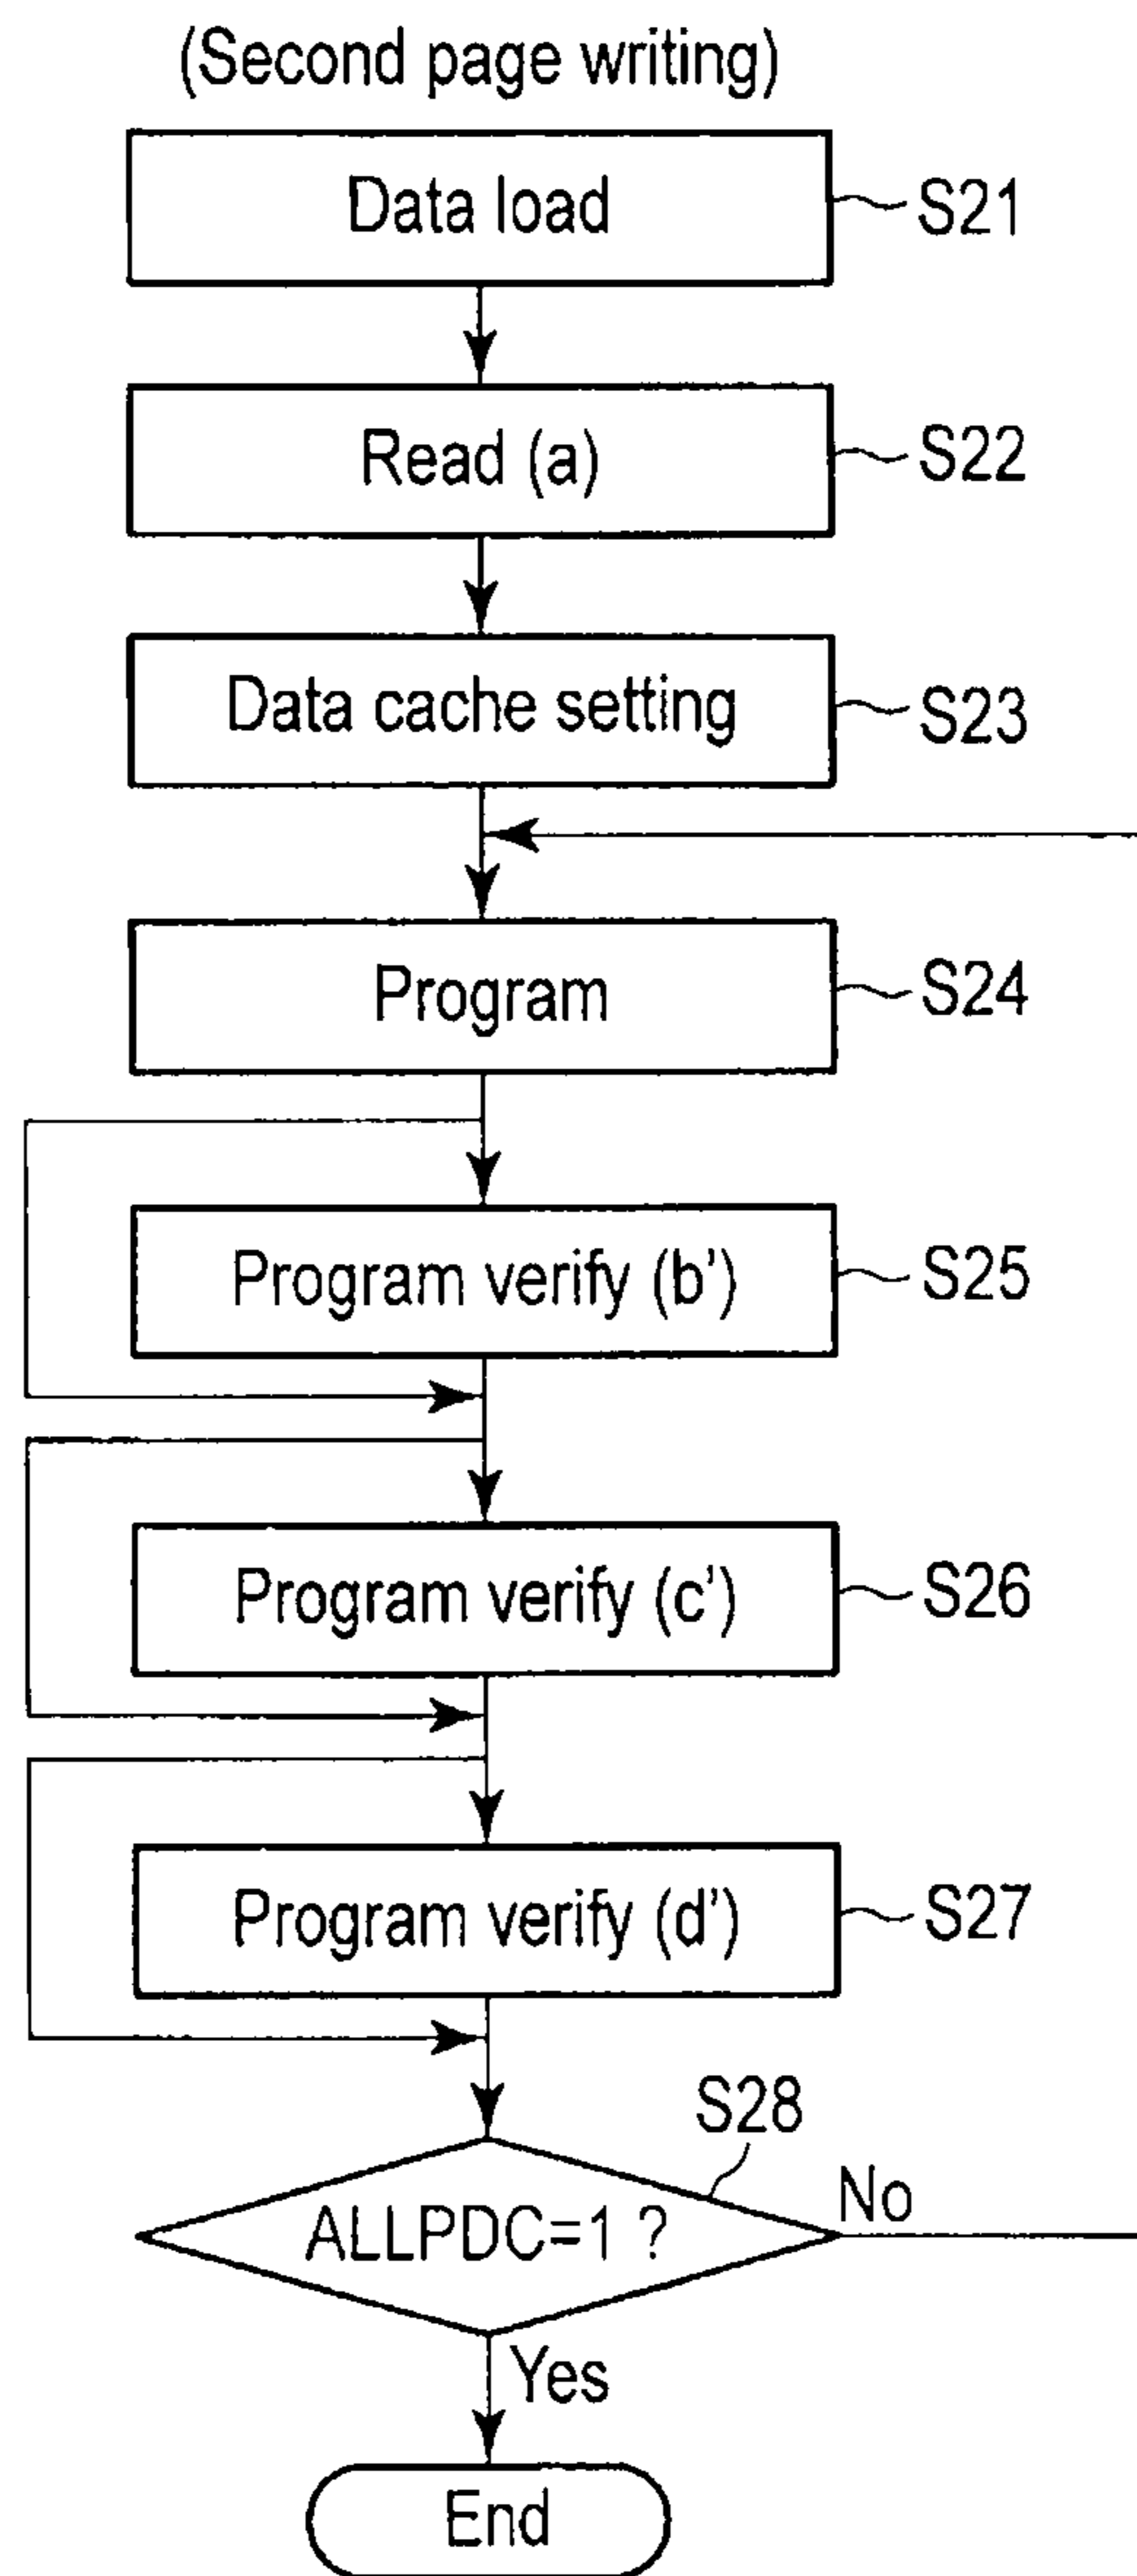 (Second page writing)
Data load
S21
Read (a)
S22
Data cache setting
S23
Program
S24
Program verify (b')
S25
Program verify (c')
S26
Program verify (d')
S27
S28
ALLPDC=1 ?
No
Yes
End